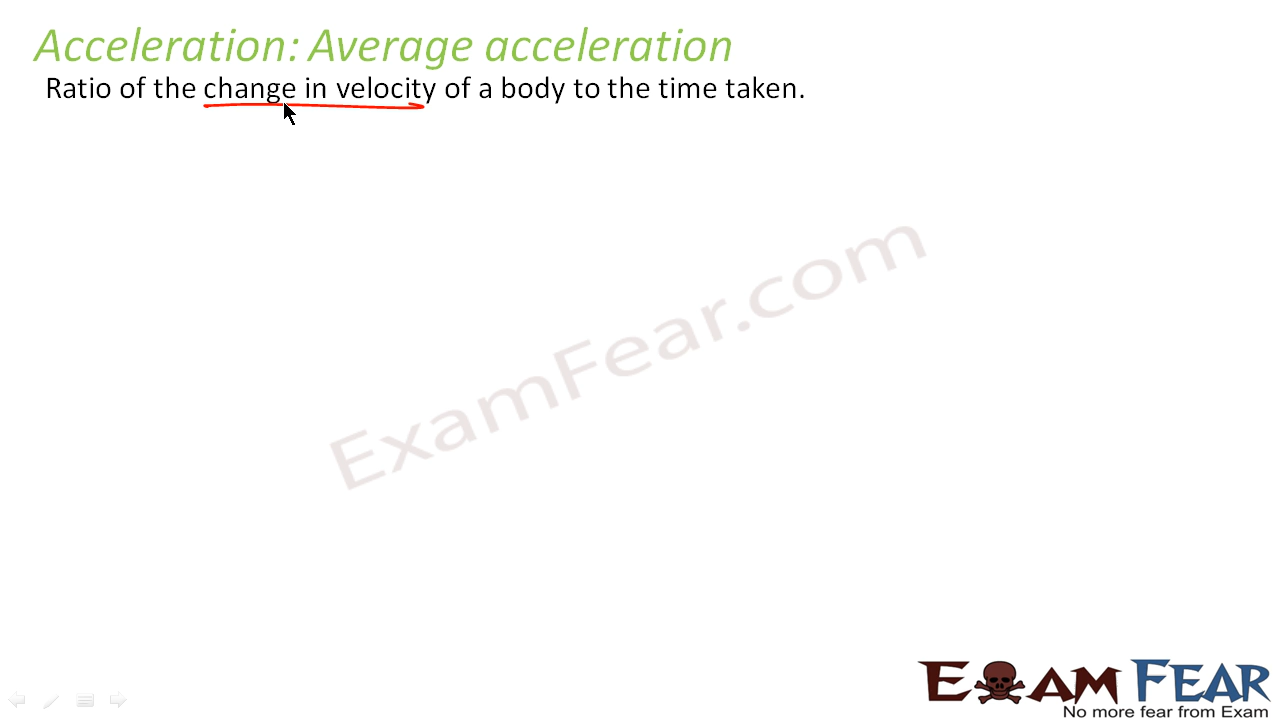 Acceleration: Average acceleration
Ratio of the change in velocity of a body to the time taken.
ExamFear.com
EXAM FEAR
No more fear from Exam